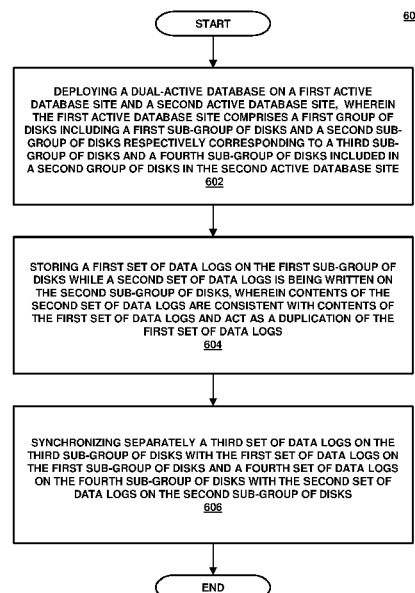 START
60
DEPLOYING A DUAL-ACTIVE DATABASE ON A FIRST ACTIVE
DATABASE SITE AND A SECOND ACTIVE DATABASE SITE, WHEREIN
THE FIRST ACTIVE DATABASE SITE COMPRISES A FIRST GROUP OF
DISKS INCLUDING A FIRST SUB-GROUP OF DISKS AND A SECOND SUB-
GROUP OF DISKS RESPECTIVELY CORRESPONDING TO A THIRD SUB-
GROUP OF DISKS AND A FOURTH SUB-GROUP OF DISKS INCLUDED IN
A SECOND GROUP OF DISKS IN THE SECOND ACTIVE DATABASE SITE
602
STORING A FIRST SET OF DATA LOGS ON THE FIRST SUB-GROUP OF
DISKS WHILE A SECOND SET OF DATA LOGS IS BEING WRITTEN ON
THE SECOND SUB-GROUP OF DISKS, WHEREIN CONTENTS OF THE
SECOND SET OF DATA LOGS ARE CONSISTENT WITH CONTENTS OF
THE FIRST SET OF DATA LOGS AND ACT AS A DUPLICATION OF THE
FIRST SET OF DATA LOGS
604
SYNCHRONIZING SEPARATELY A THIRD SET OF DATA LOGS ON THE
THIRD SUB-GROUP OF DISKS WITH THE FIRST SET OF DATA LOGS ON
THE FIRST SUB-GROUP OF DISKS AND A FOURTH SET OF DATA LOGS
ON THE FOURTH SUB-GROUP OF DISKS WITH THE SECOND SET OF
DATA LOGS ON THE SECOND SUB-GROUP OF DISKS
606
END